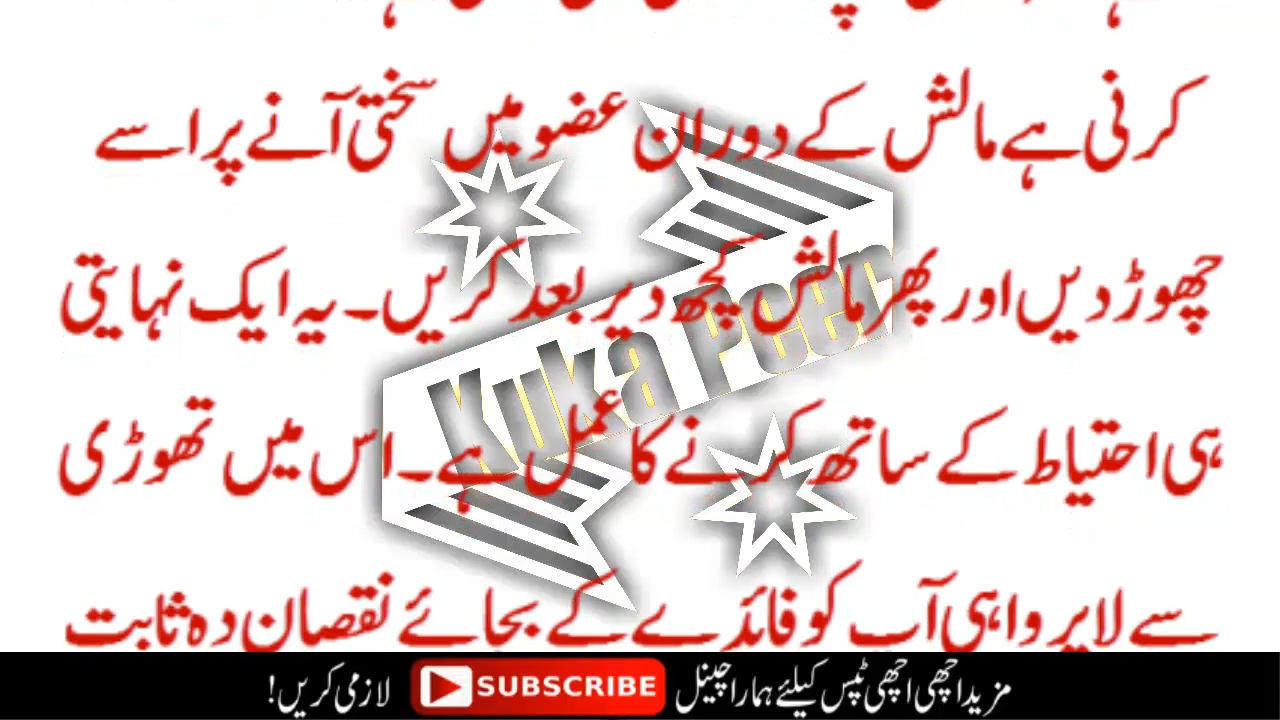 کرنی ہے مالش کے دوران عضو میں سختی آنے پر اسے
چھوڑ دیں اور پھر مالش کچھ دیر بعد کریں۔ یہ ایک نہایتی
ہی احتیاط کے ساتھ کرنے کا عمل ہے۔ اس میں تھوڑی
سے لاپرواہی آپ کو فائدے کے بجائے نقصان دہ ثابت
Kuka Peer
مزید اچھی اچھی ٹپس کیلئے ہمارا چینل SUBSCRIBE لازمی کریں!